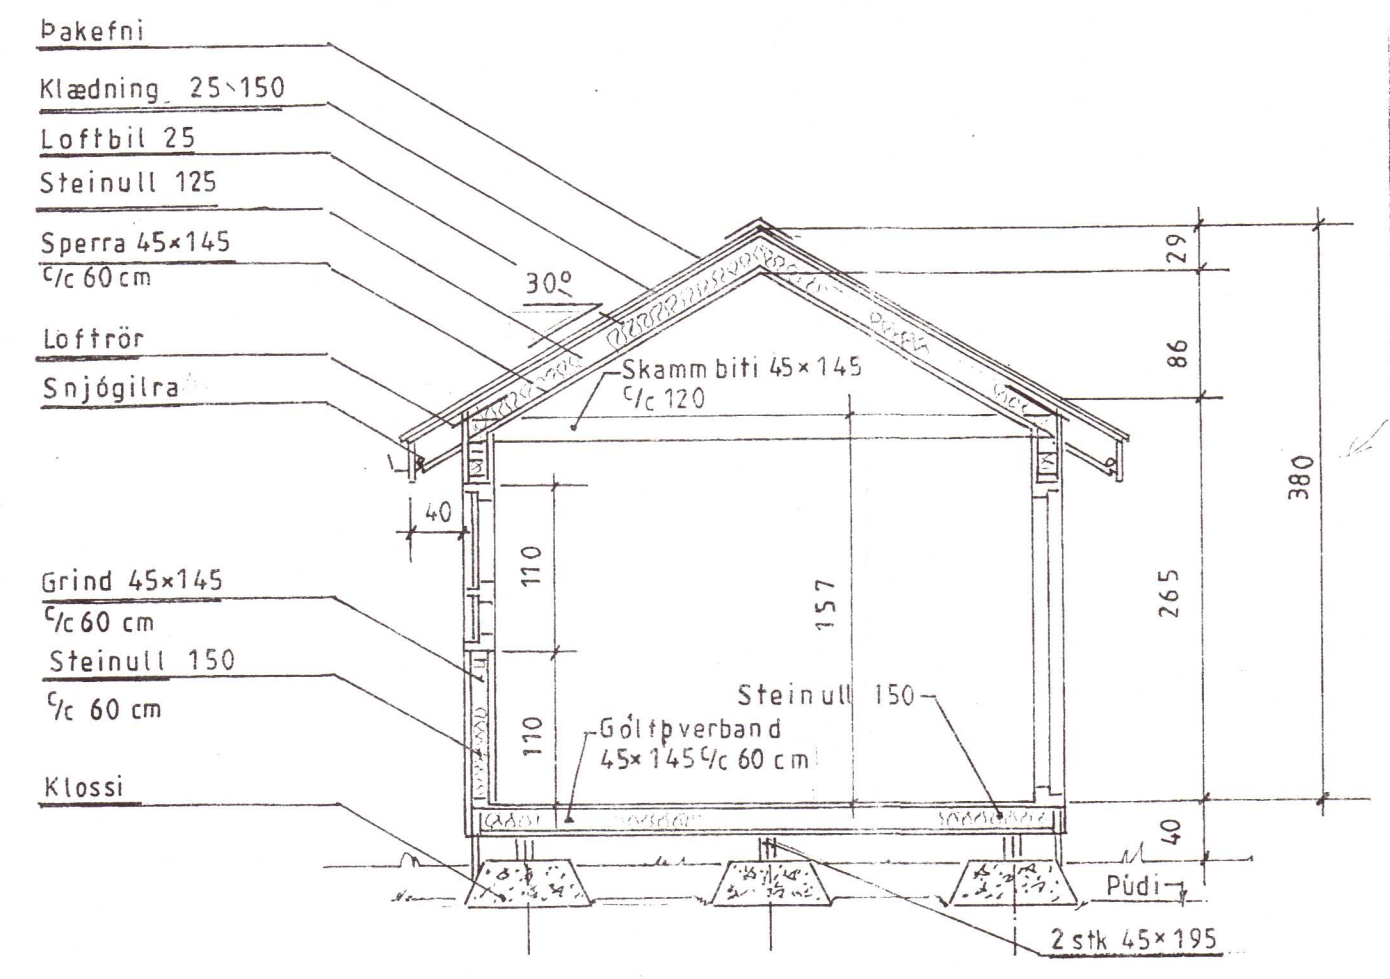 Þakefni
Klædning 25×150
Loftbil 25
Steinull 125
Sperra 45×145
c/c 60 cm
Loftrör
Snjógilra
30°
Skammbiti 45×145
c/c 120
29
86
380
265
40
40
110
157
110
Grind 45×145
c/c 60 cm
Steinull 150
c/c 60 cm
Klossi
Steinull 150
Gólfþverband
45×145 c/c 60 cm
Púdi
2 stk 45×195